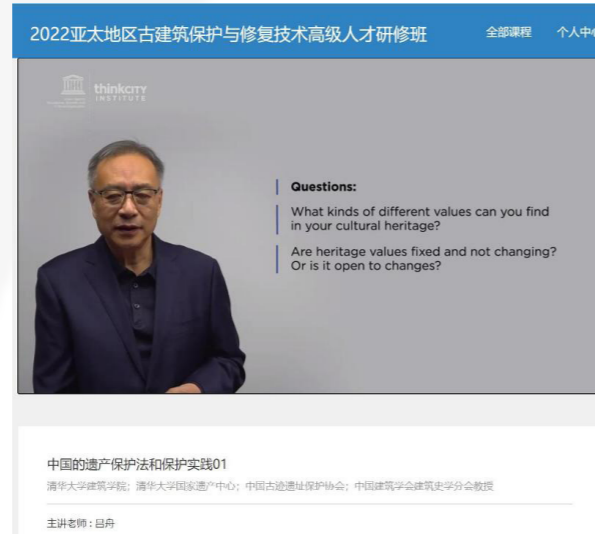 2022亚太地区古建筑保护与修复技术高级人才研修班
全部课程
个人中心
thinkcity
INSTITUTE
Questions:
What kinds of different values can you find
in your cultural heritage?
Are heritage values fixed and not changing?
Or is it open to changes?
中国的遗产保护法和保护实践01
清华大学建筑学院；清华大学国家遗产中心；中国古迹遗址保护协会；中国建筑学会建筑史学分会教授
主讲老师：吕舟